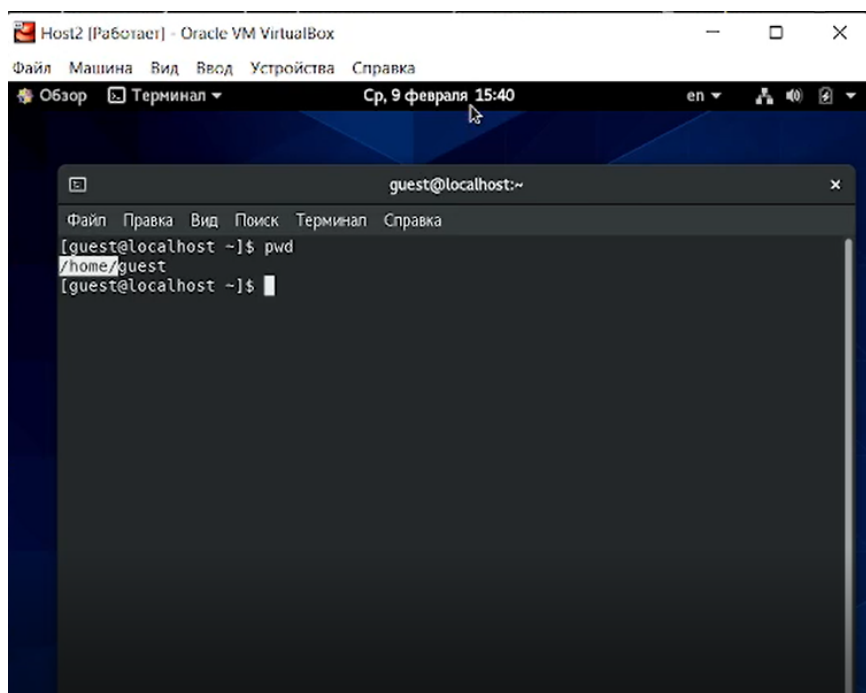 Host2 [Работает] - Oracle VM VirtualBox
Файл Машина Вид Ввод Устройства Справка
Обзор Терминал Ср, 9 февраля 15:40 en
guest@localhost:~
Файл Правка Вид Поиск Терминал Справка
[guest@localhost ~]$ pwd
/home/guest
[guest@localhost ~]$